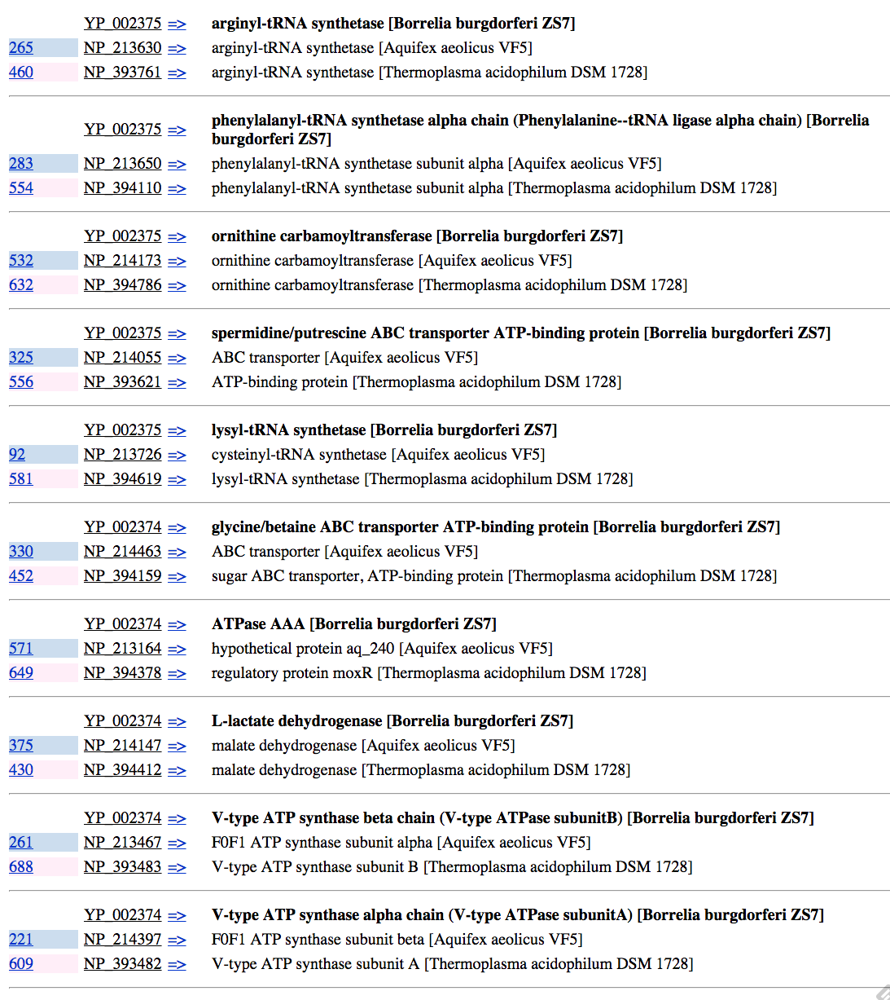 YP_002375 => arginyl-tRNA synthetase [Borrelia burgdorferi ZS7]
265 NP_213630 => arginyl-tRNA synthetase [Aquifex aeolicus VF5]
460 NP_393761 => arginyl-tRNA synthetase [Thermoplasma acidophilum DSM 1728]
YP_002375 => phenylalanyl-tRNA synthetase alpha chain (Phenylalanine--tRNA ligase alpha chain) [Borrelia
burgdorferi ZS7]
283 NP_213650 => phenylalanyl-tRNA synthetase subunit alpha [Aquifex aeolicus VF5]
554 NP_394110 => phenylalanyl-tRNA synthetase subunit alpha [Thermoplasma acidophilum DSM 1728]
YP_002375 => ornithine carbamoyltransferase [Borrelia burgdorferi ZS7]
532 NP_214173 => ornithine carbamoyltransferase [Aquifex aeolicus VF5]
632 NP_394786 => ornithine carbamoyltransferase [Thermoplasma acidophilum DSM 1728]
YP_002375 => spermidine/putrescine ABC transporter ATP-binding protein [Borrelia burgdorferi ZS7]
325 NP_214055 => ABC transporter [Aquifex aeolicus VF5]
556 NP_393621 => ATP-binding protein [Thermoplasma acidophilum DSM 1728]
YP_002375 => lysyl-tRNA synthetase [Borrelia burgdorferi ZS7]
92 NP_213726 => cysteinyl-tRNA synthetase [Aquifex aeolicus VF5]
581 NP_394619 => lysyl-tRNA synthetase [Thermoplasma acidophilum DSM 1728]
YP_002374 => glycine/betaine ABC transporter ATP-binding protein [Borrelia burgdorferi ZS7]
330 NP_214463 => ABC transporter [Aquifex aeolicus VF5]
452 NP_394159 => sugar ABC transporter, ATP-binding protein [Thermoplasma acidophilum DSM 1728]
YP_002374 => ATPase AAA [Borrelia burgdorferi ZS7]
571 NP_213164 => hypothetical protein aq_240 [Aquifex aeolicus VF5]
649 NP_394378 => regulatory protein moxR [Thermoplasma acidophilum DSM 1728]
YP_002374 => L-lactate dehydrogenase [Borrelia burgdorferi ZS7]
375 NP_214147 => malate dehydrogenase [Aquifex aeolicus VF5]
430 NP_394412 => malate dehydrogenase [Thermoplasma acidophilum DSM 1728]
YP_002374 => V-type ATP synthase beta chain (V-type ATPase subunitB) [Borrelia burgdorferi ZS7]
261 NP_213467 => F0F1 ATP synthase subunit alpha [Aquifex aeolicus VF5]
688 NP_393483 => V-type ATP synthase subunit B [Thermoplasma acidophilum DSM 1728]
YP_002374 => V-type ATP synthase alpha chain (V-type ATPase subunitA) [Borrelia burgdorferi ZS7]
221 NP_214397 => F0F1 ATP synthase subunit beta [Aquifex aeolicus VF5]
609 NP_393482 => V-type ATP synthase subunit A [Thermoplasma acidophilum DSM 1728]